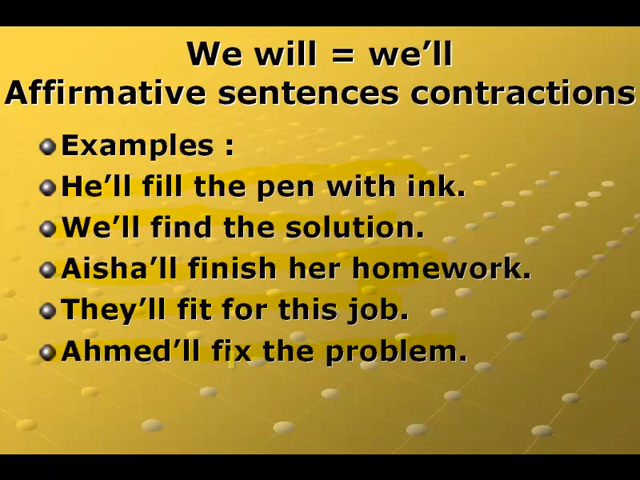 We will = we’ll
Affirmative sentences contractions
Examples :
He’ll fill the pen with ink.
We’ll find the solution.
Aisha’ll finish her homework.
They’ll fit for this job.
Ahmed’ll fix the problem.